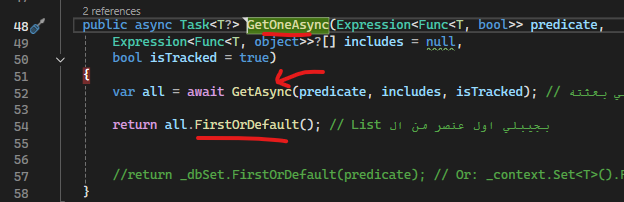 2 references
48 public async Task<T?> GetOneAsync(Expression<Func<T, bool>> predicate,
49 Expression<Func<T, object>>?[] includes = null,
50 bool isTracked = true)
51 {
52 var all = await GetAsync(predicate, includes, isTracked); // بعثته
53
54 return all.FirstOrDefault(); // List بجيبلي اول عنصر من ال
55
56
57 //return _dbSet.FirstOrDefault(predicate); // Or: _context.Set<T>().F
58 }